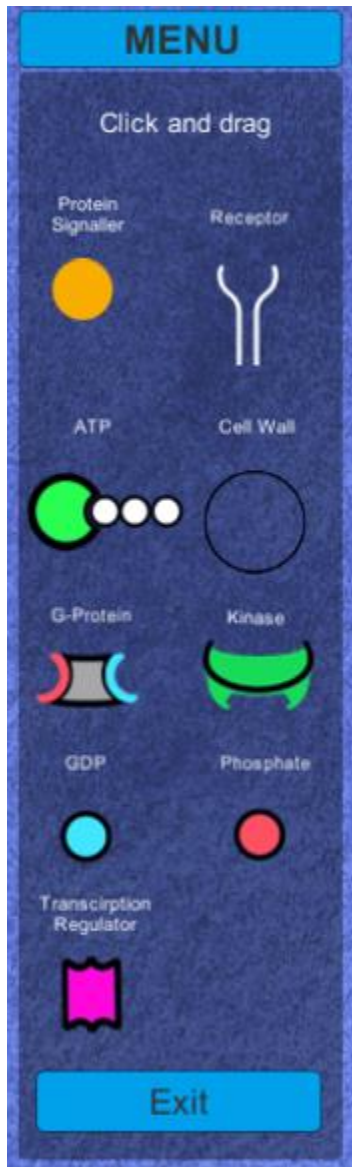 MENU
Click and drag
Protein
Signaller
Receptor
ATP
Cell Wall
G-Protein
Kinase
GDP
Phosphate
Transcirption
Regulator
Exit